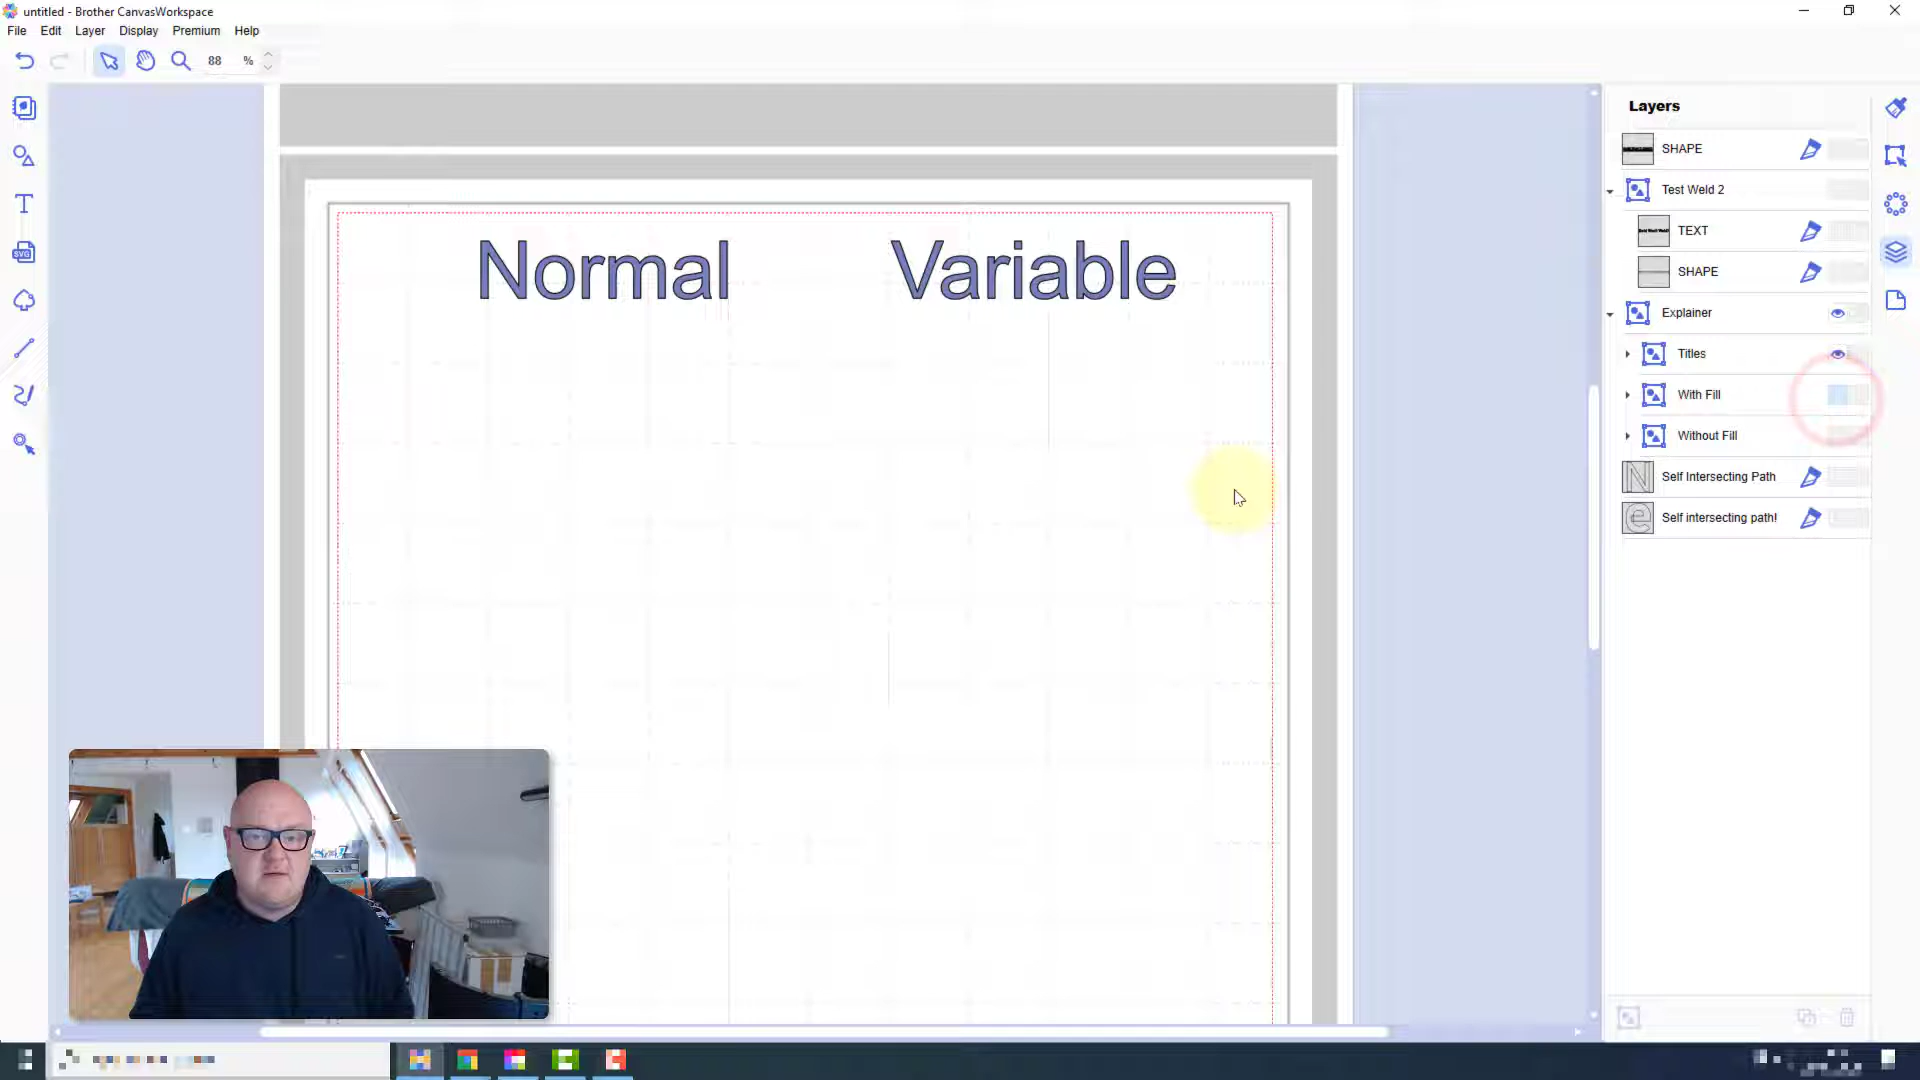 untitled - Brother CanvasWorkspace
File Edit Layer Display Premium Help
88 %
Layers
SHAPE
Test Weld 2
TEXT
SHAPE
Explainer
Titles
With Fill
Without Fill
Self Intersecting Path
Self intersecting path!
T
SVG
Normal Variable